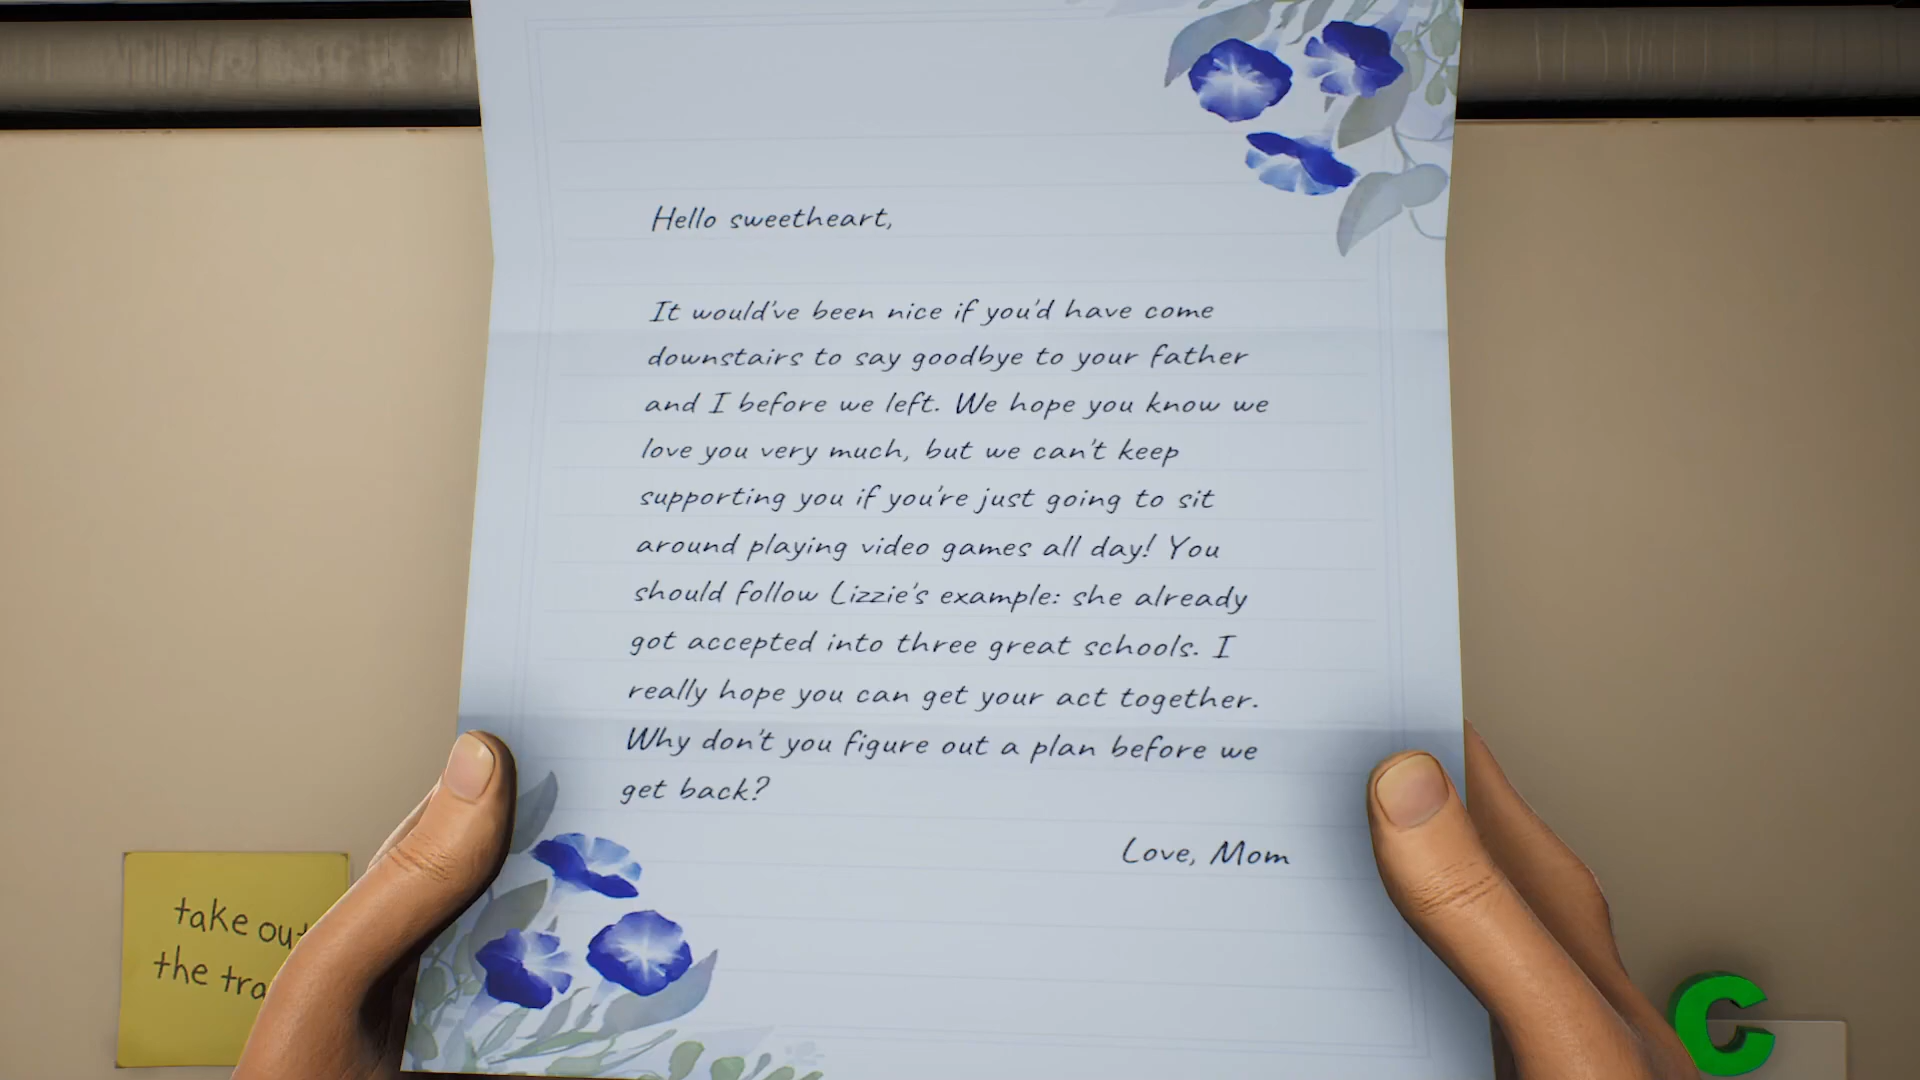 Hello sweetheart,
It would've been nice if you'd have come
downstairs to say goodbye to your father
and I before we left. We hope you know we
love you very much, but we can't keep
supporting you if you're just going to sit
around playing video games all day! You
should follow Lizzie's example: she already
got accepted into three great schools. I
really hope you can get your act together.
Why don't you figure out a plan before we
get back?
Love, Mom
take out
the
C